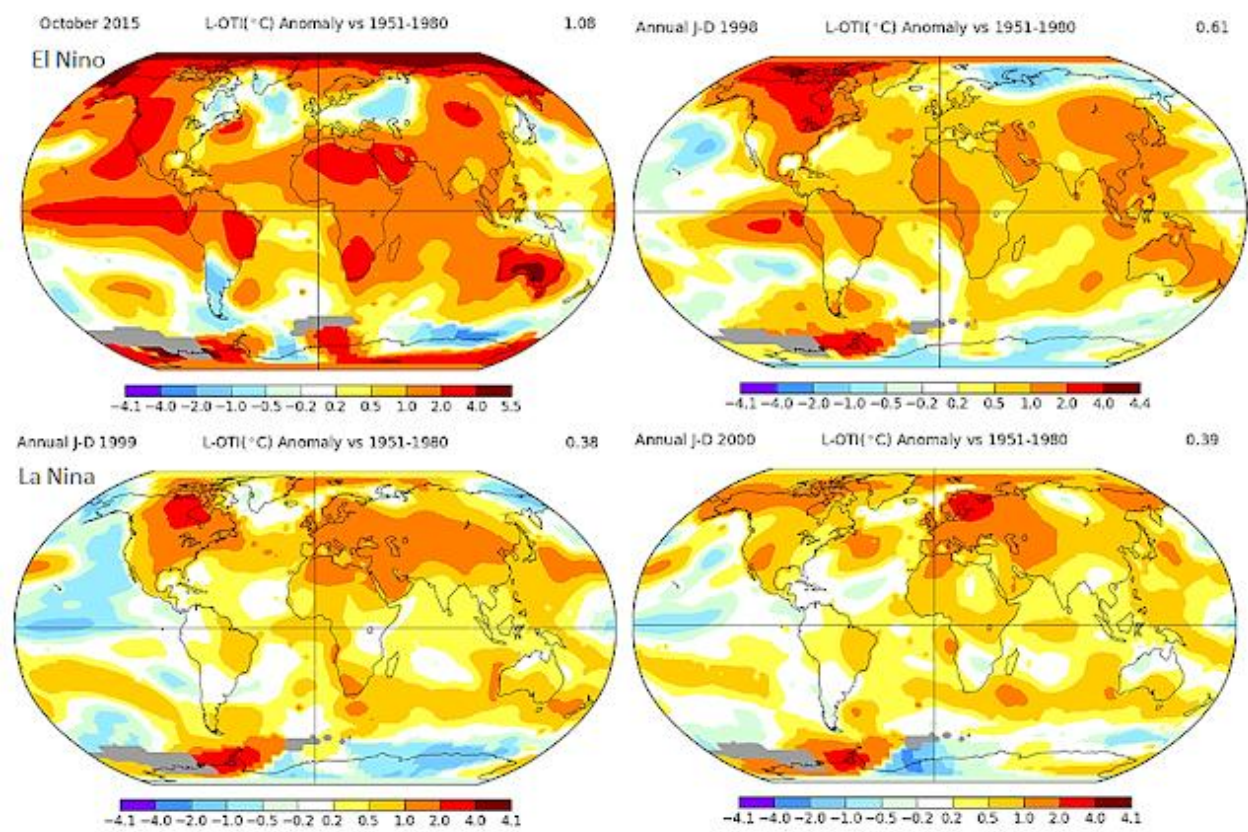 October 2015 L-OTI(°C) Anomaly vs 1951-1980 1.08
El Nino
Annual J-D 1998 L-OTI(°C) Anomaly vs 1951-1980 0.61
−4.1 −4.0 −2.0 −1.0 −0.5 −0.2 0.2 0.5 1.0 2.0 4.0 5.5
−4.1 −4.0 −2.0 −1.0 −0.5 −0.2 0.2 0.5 1.0 2.0 4.0 4.4
Annual J-D 1999 L-OTI(°C) Anomaly vs 1951-1980 0.38
La Nina
Annual J-D 2000 L-OTI(°C) Anomaly vs 1951-1980 0.39
−4.1 −4.0 −2.0 −1.0 −0.5 −0.2 0.2 0.5 1.0 2.0 4.0 4.1
−4.1 −4.0 −2.0 −1.0 −0.5 −0.2 0.2 0.5 1.0 2.0 4.0 4.1